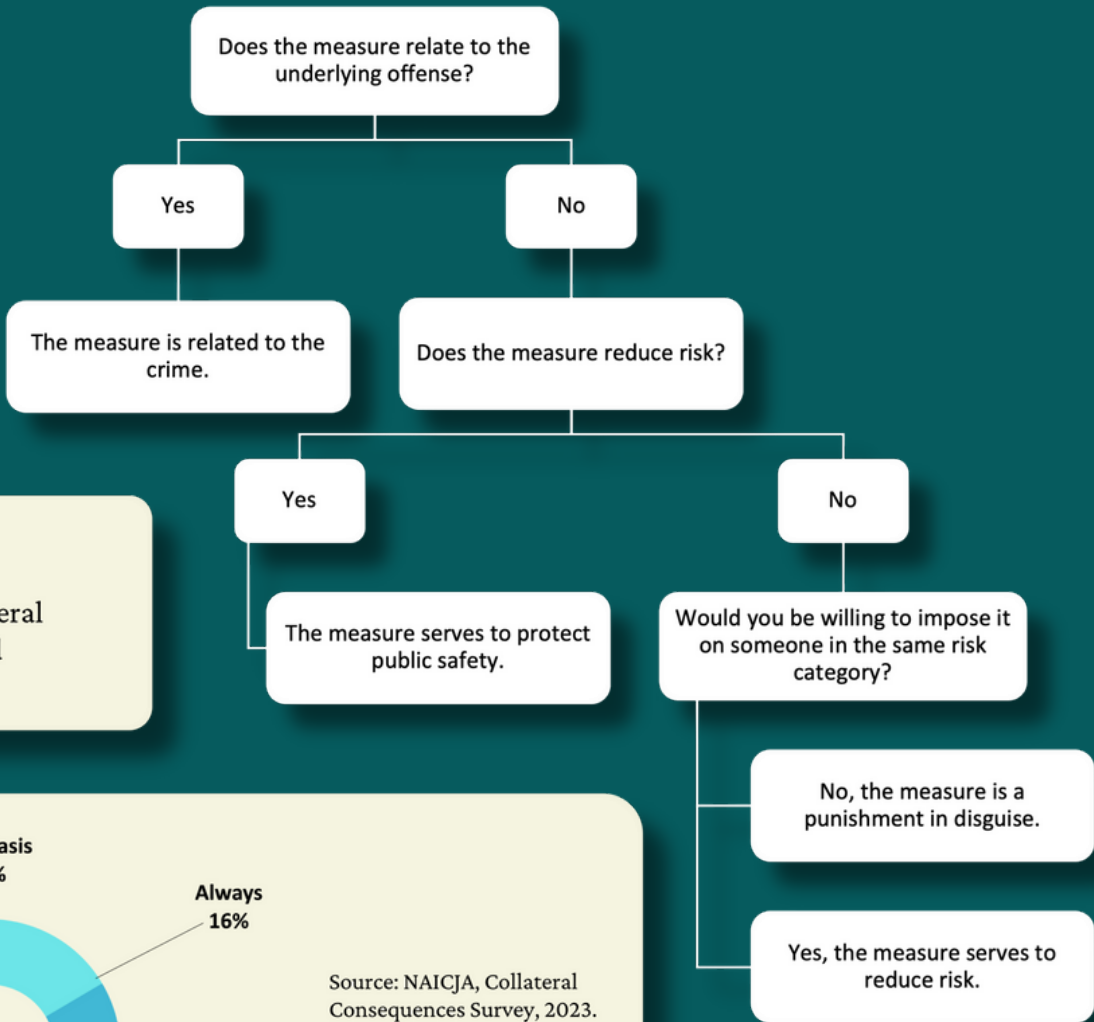 Does the measure relate to the
underlying offense?
Yes
No
The measure is related to the
crime.
Does the measure reduce risk?
Yes
No
The measure serves to protect
public safety.
Would you be willing to impose it
on someone in the same risk
category?
No, the measure is a
punishment in disguise.
Yes, the measure serves to
reduce risk.
Always
16%
Source: NAICJA, Collateral
Consequences Survey, 2023.